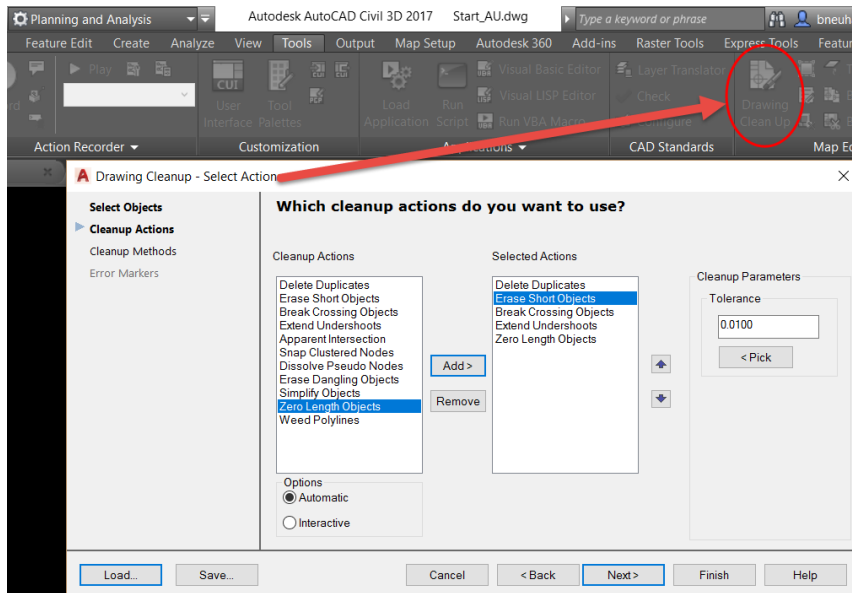 Planning and Analysis
Autodesk AutoCAD Civil 3D 2017 Start_AU.dwg
Type a keyword or phrase
bneuh
Feature Edit Create Analyze View Tools Output Map Setup Autodesk 360 Add-ins Raster Tools Express Tools Featur
Play
CUI
User
Interface
Tool
Palettes
Load
Application
Run
Script
Visual Basic Editor
Visual LISP Editor
Run VBA Macro
Layer Translator
Check
Configure
Drawing
Clean Up
Action Recorder
Customization
Applications
CAD Standards
Map Ed
Drawing Cleanup - Select Action
Select Objects
Cleanup Actions
Cleanup Methods
Error Markers
Which cleanup actions do you want to use?
Cleanup Actions
Delete Duplicates
Erase Short Objects
Break Crossing Objects
Extend Undershoots
Apparent Intersection
Snap Clustered Nodes
Dissolve Pseudo Nodes
Erase Dangling Objects
Simplify Objects
Zero Length Objects
Weed Polylines
Add >
Remove
Selected Actions
Delete Duplicates
Erase Short Objects
Break Crossing Objects
Extend Undershoots
Zero Length Objects
Cleanup Parameters
Tolerance
0.0100
< Pick
Options
Automatic
Interactive
Load...
Save...
Cancel
< Back
Next >
Finish
Help